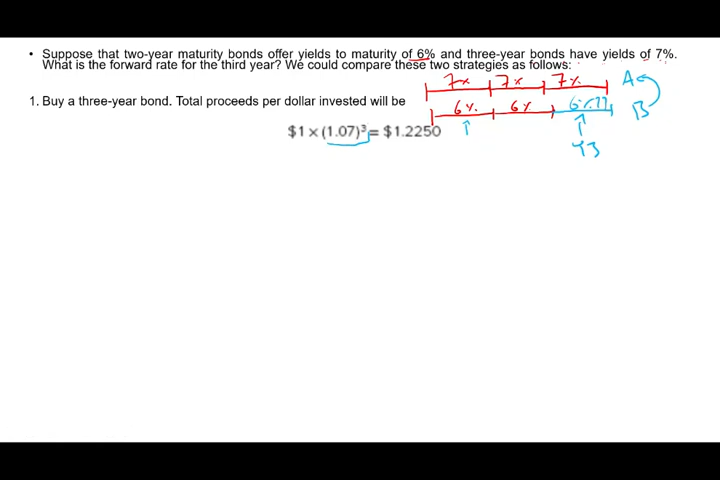 • Suppose that two-year maturity bonds offer yields to maturity of 6% and three-year bonds have yields of 7%.
What is the forward rate for the third year? We could compare these two strategies as follows:
7% 7% 7% A
1. Buy a three-year bond. Total proceeds per dollar invested will be
6% 6% 6%?? B
$1 × (1.07)³ = $1.2250
Y3